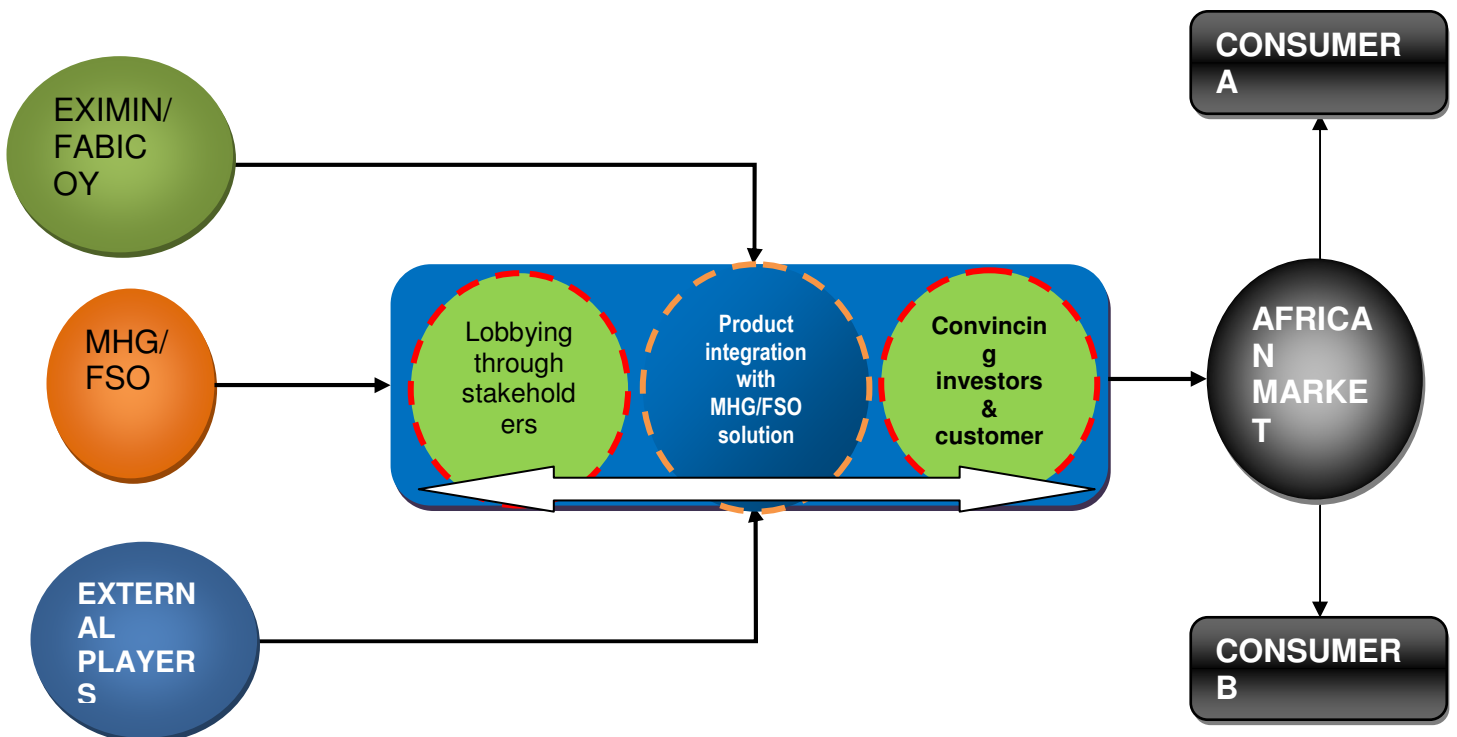 CONSUMER
A
EXIMIN/
FABIC
OY
MHG/
FSO
Lobbying
through
stakehold
ers
Product
integration
with
MHG/FSO
solution
Convincin
g
investors
&
customer
AFRICA
N
MARKE
T
EXTERN
AL
PLAYER
S
CONSUMER
B